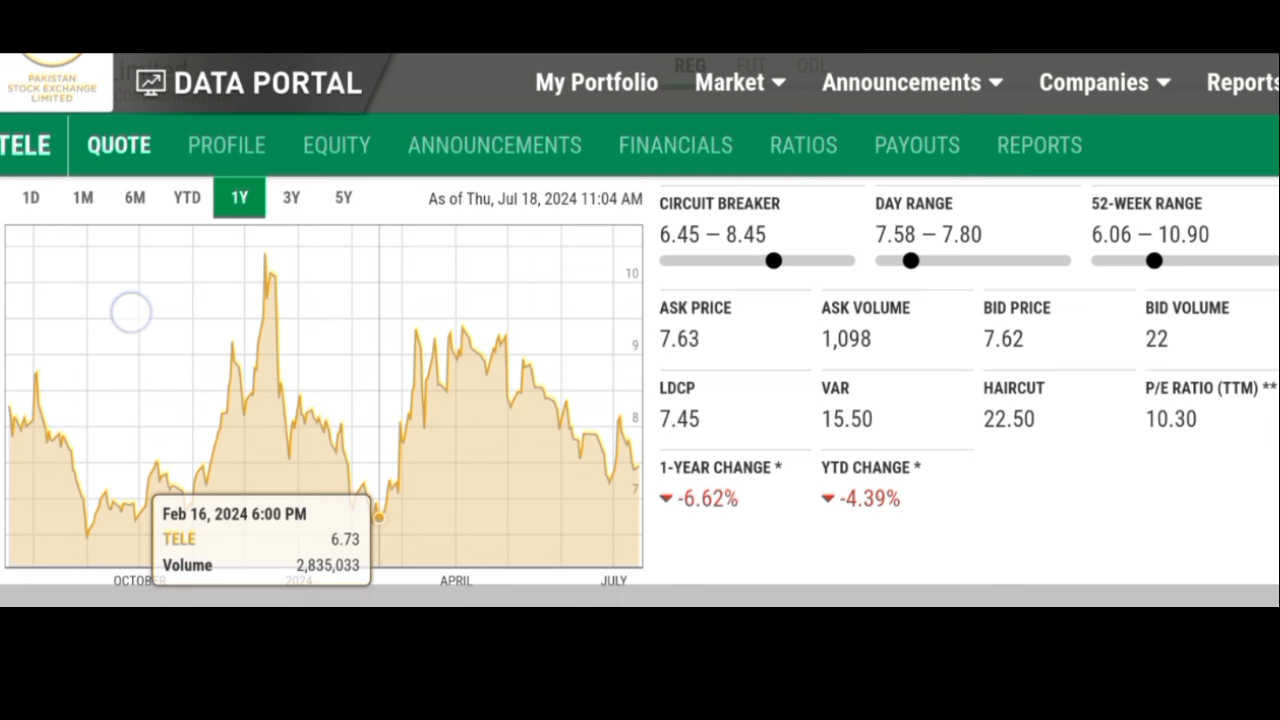 PAKISTAN
STOCK EXCHANGE
LIMITED
Limited
REG FUT ODL
DATA PORTAL
My Portfolio Market Announcements Companies Reports
TELE QUOTE PROFILE EQUITY ANNOUNCEMENTS FINANCIALS RATIOS PAYOUTS REPORTS
1D 1M 6M YTD 1Y 3Y 5Y As of Thu, Jul 18, 2024 11:04 AM
10
9
8
7
Feb 16, 2024 6:00 PM
TELE 6.73
Volume 2,835,033
OCTOBER 2024 APRIL JULY
CIRCUIT BREAKER DAY RANGE 52-WEEK RANGE
6.45 — 8.45 7.58 — 7.80 6.06 — 10.90
ASK PRICE ASK VOLUME BID PRICE BID VOLUME
7.63 1,098 7.62 22
LDCP VAR HAIRCUT P/E RATIO (TTM) **
7.45 15.50 22.50 10.30
1-YEAR CHANGE * YTD CHANGE *
-6.62% -4.39%